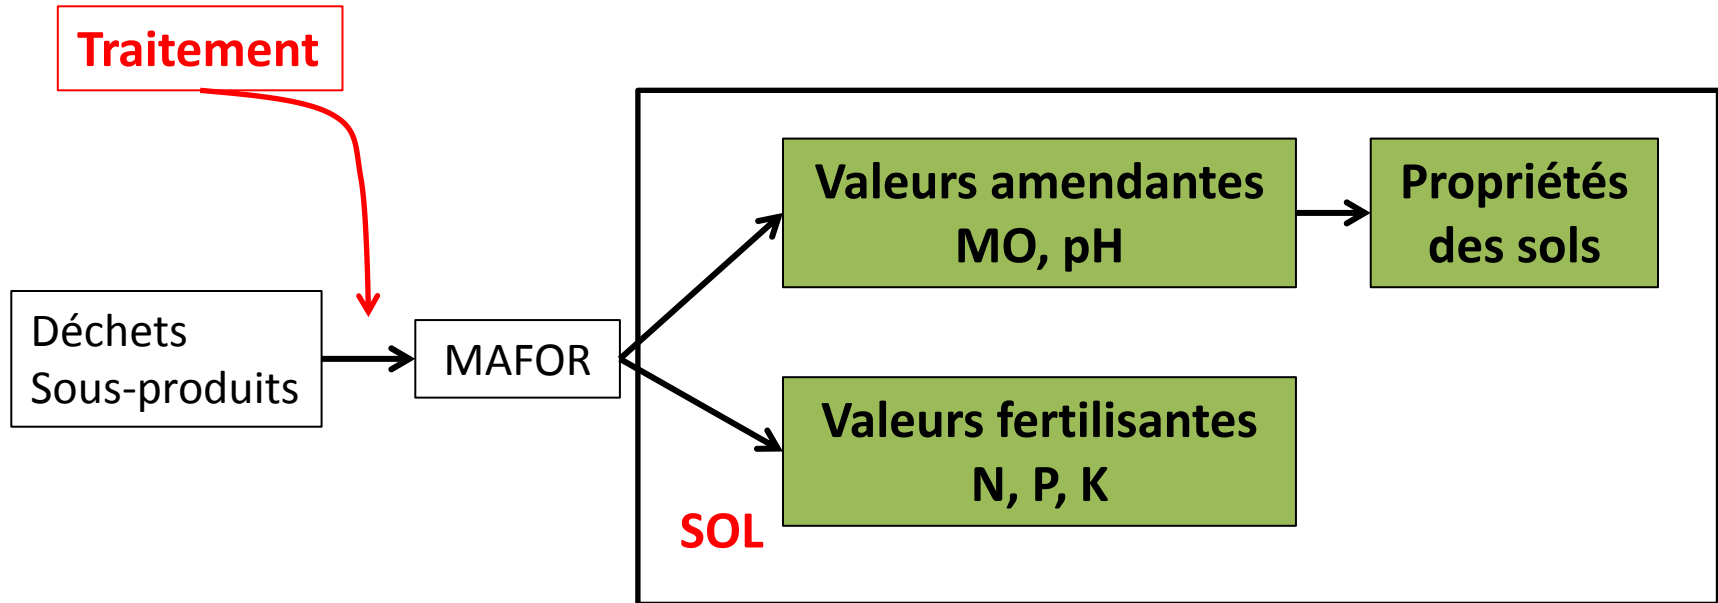 Traitement
Déchets
Sous-produits
MAFOR
Valeurs amendantes
MO, pH
Propriétés
des sols
Valeurs fertilisantes
N, P, K
SOL